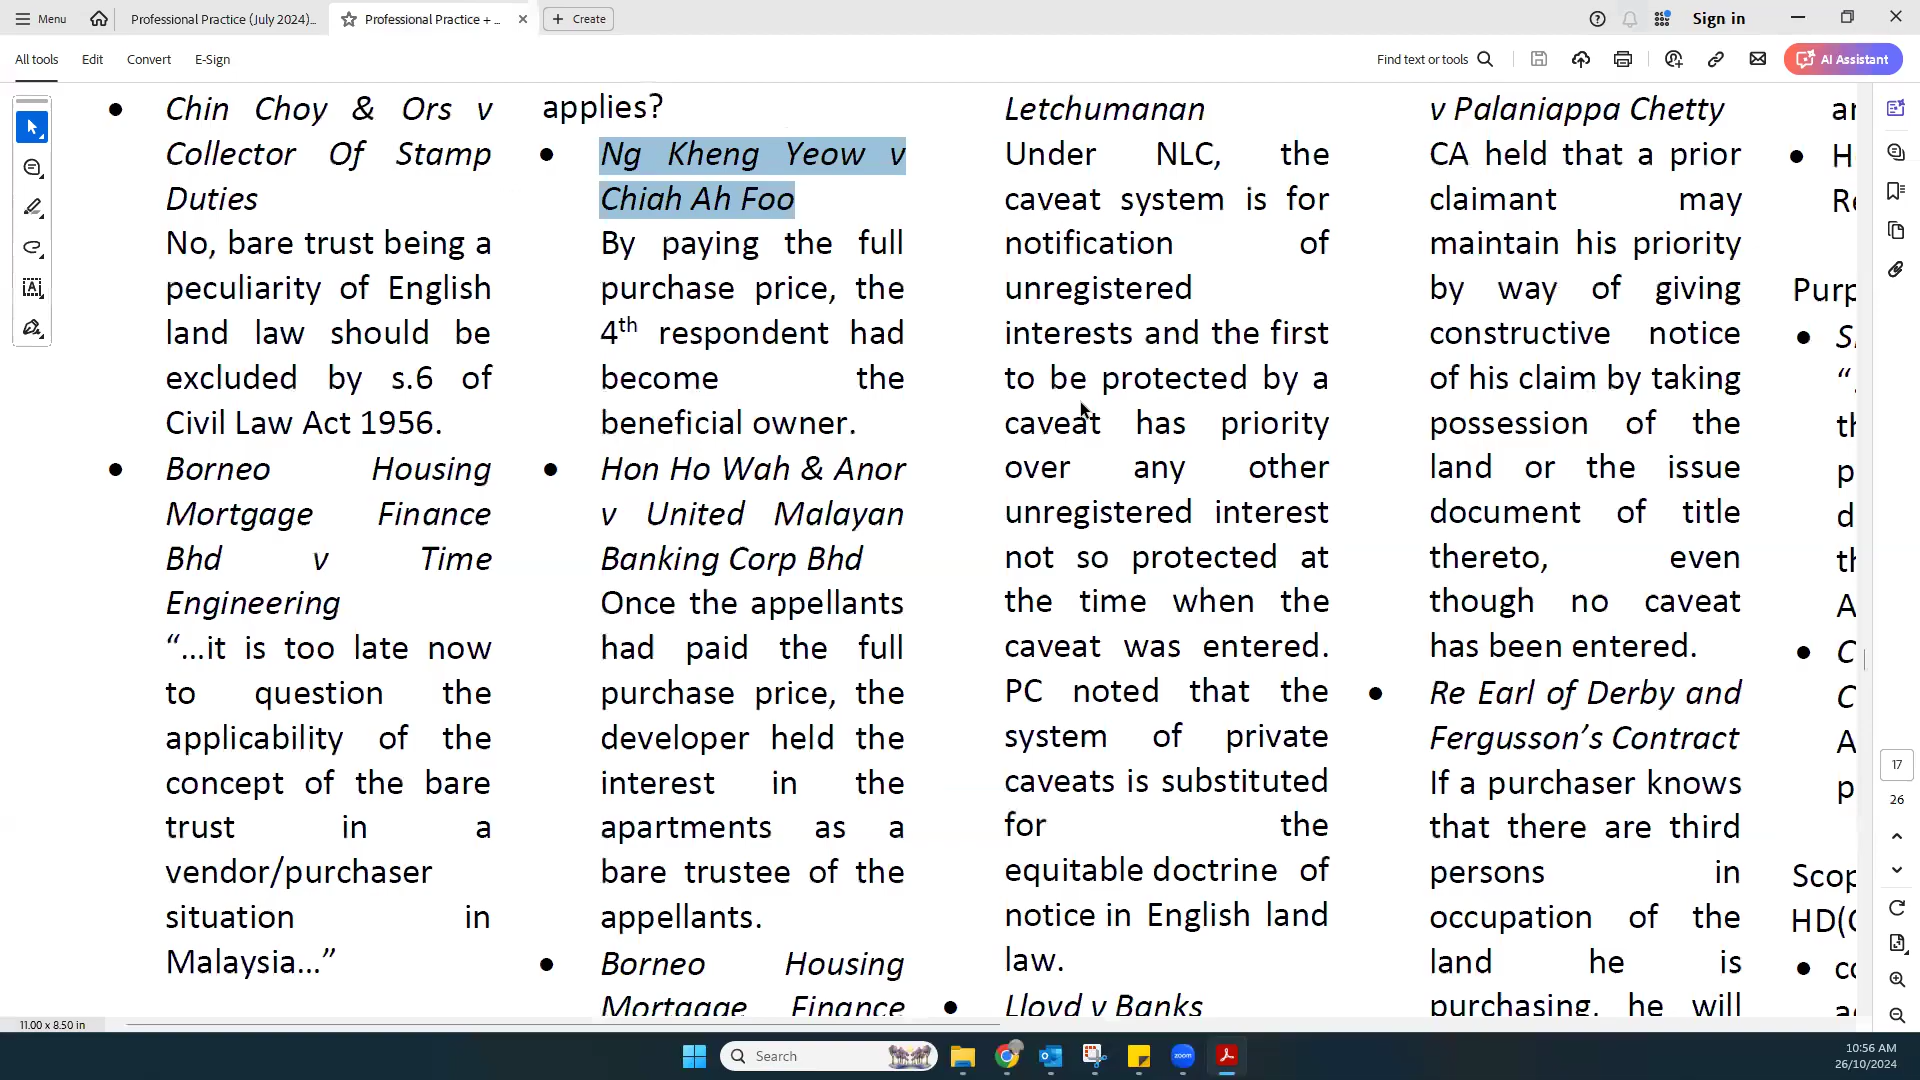 Menu
Professional Practice (July 2024)...
Professional Practice + ...
Create
Sign in
All tools
Edit
Convert
E-Sign
Find text or tools
AI Assistant
• Chin Choy & Ors v
Collector Of Stamp
Duties
No, bare trust being a
peculiarity of English
land law should be
excluded by s.6 of
Civil Law Act 1956.
• Borneo Housing
Mortgage Finance
Bhd v Time
Engineering
“…it is too late now
to question the
applicability of the
concept of the bare
trust in a
vendor/purchaser
situation in
Malaysia…”
applies?
• Ng Kheng Yeow v
Chiah Ah Foo
By paying the full
purchase price, the
4th respondent had
become the
beneficial owner.
• Hon Ho Wah & Anor
v United Malayan
Banking Corp Bhd
Once the appellants
had paid the full
purchase price, the
developer held the
interest in the
apartments as a
bare trustee of the
appellants.
• Borneo Housing
Mortgage Finance
Letchumanan
Under NLC, the
caveat system is for
notification of
unregistered
interests and the first
to be protected by a
caveat has priority
over any other
unregistered interest
not so protected at
the time when the
caveat was entered.
PC noted that the
system of private
caveats is substituted
for the
equitable doctrine of
notice in English land
law.
• Lloyd v Banks
v Palaniappa Chetty
CA held that a prior
claimant may
maintain his priority
by way of giving
constructive notice
of his claim by taking
possession of the
land or the issue
document of title
thereto, even
though no caveat
has been entered.
• Re Earl of Derby and
Fergusson’s Contract
If a purchaser knows
that there are third
persons in
occupation of the
land he is
purchasing, he will
• H
Purp
“
Scop
HD(C
17
26
11.00 x 8.50 in
Search
zoom
10:56 AM
26/10/2024